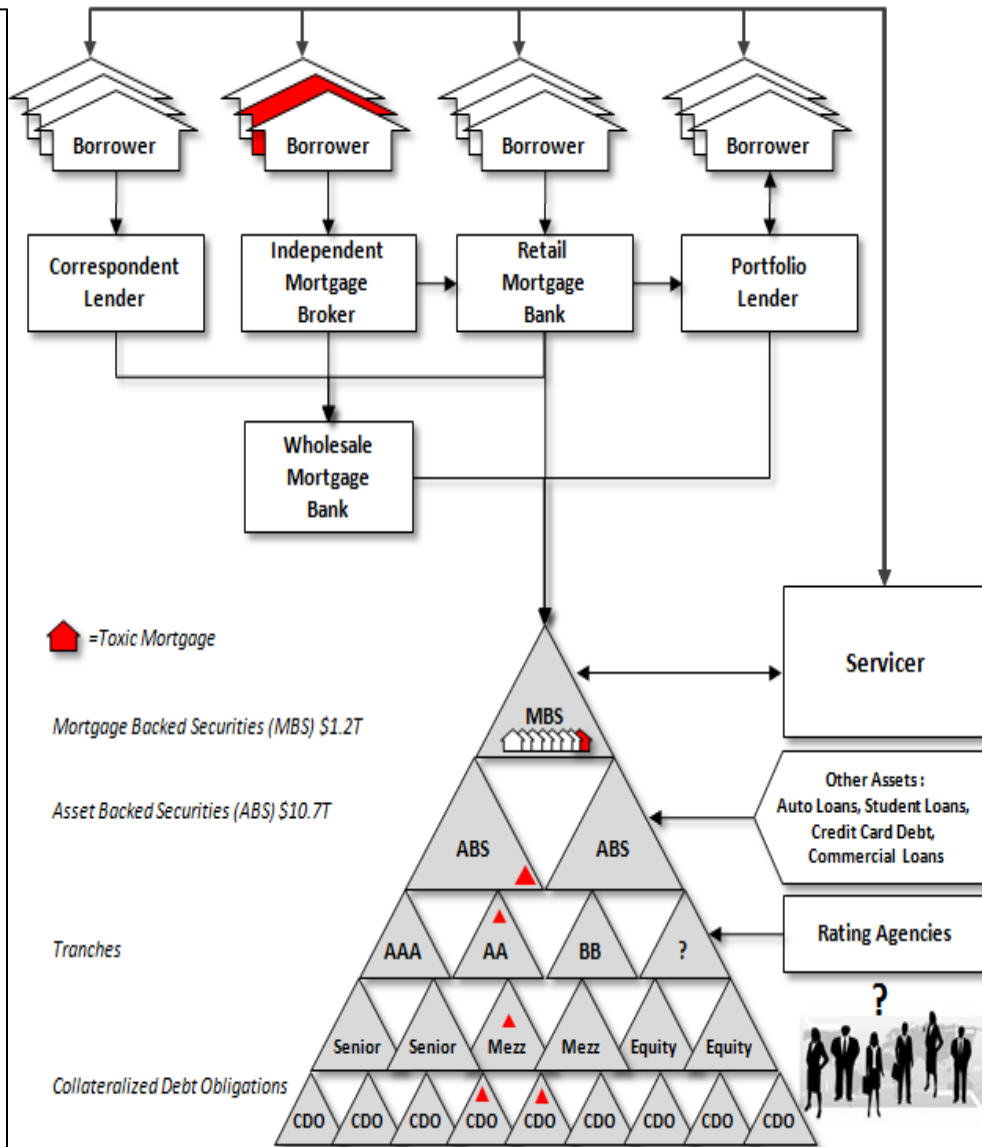 Borrower
Borrower
Borrower
Borrower
Correspondent
Lender
Independent
Mortgage
Broker
Retail
Mortgage
Bank
Portfolio
Lender
Wholesale
Mortgage
Bank
=Toxic Mortgage
Servicer
MBS
Mortgage Backed Securities (MBS) $1.2T
Other Assets :
Auto Loans, Student Loans,
Credit Card Debt,
Commercial Loans
Asset Backed Securities (ABS) $10.7T
ABS
ABS
Tranches
AAA
AA
BB
?
Rating Agencies
?
Senior
Senior
Mezz
Mezz
Equity
Equity
Collateralized Debt Obligations
CDO
CDO
CDO
CDO
CDO
CDO
CDO
CDO
CDO